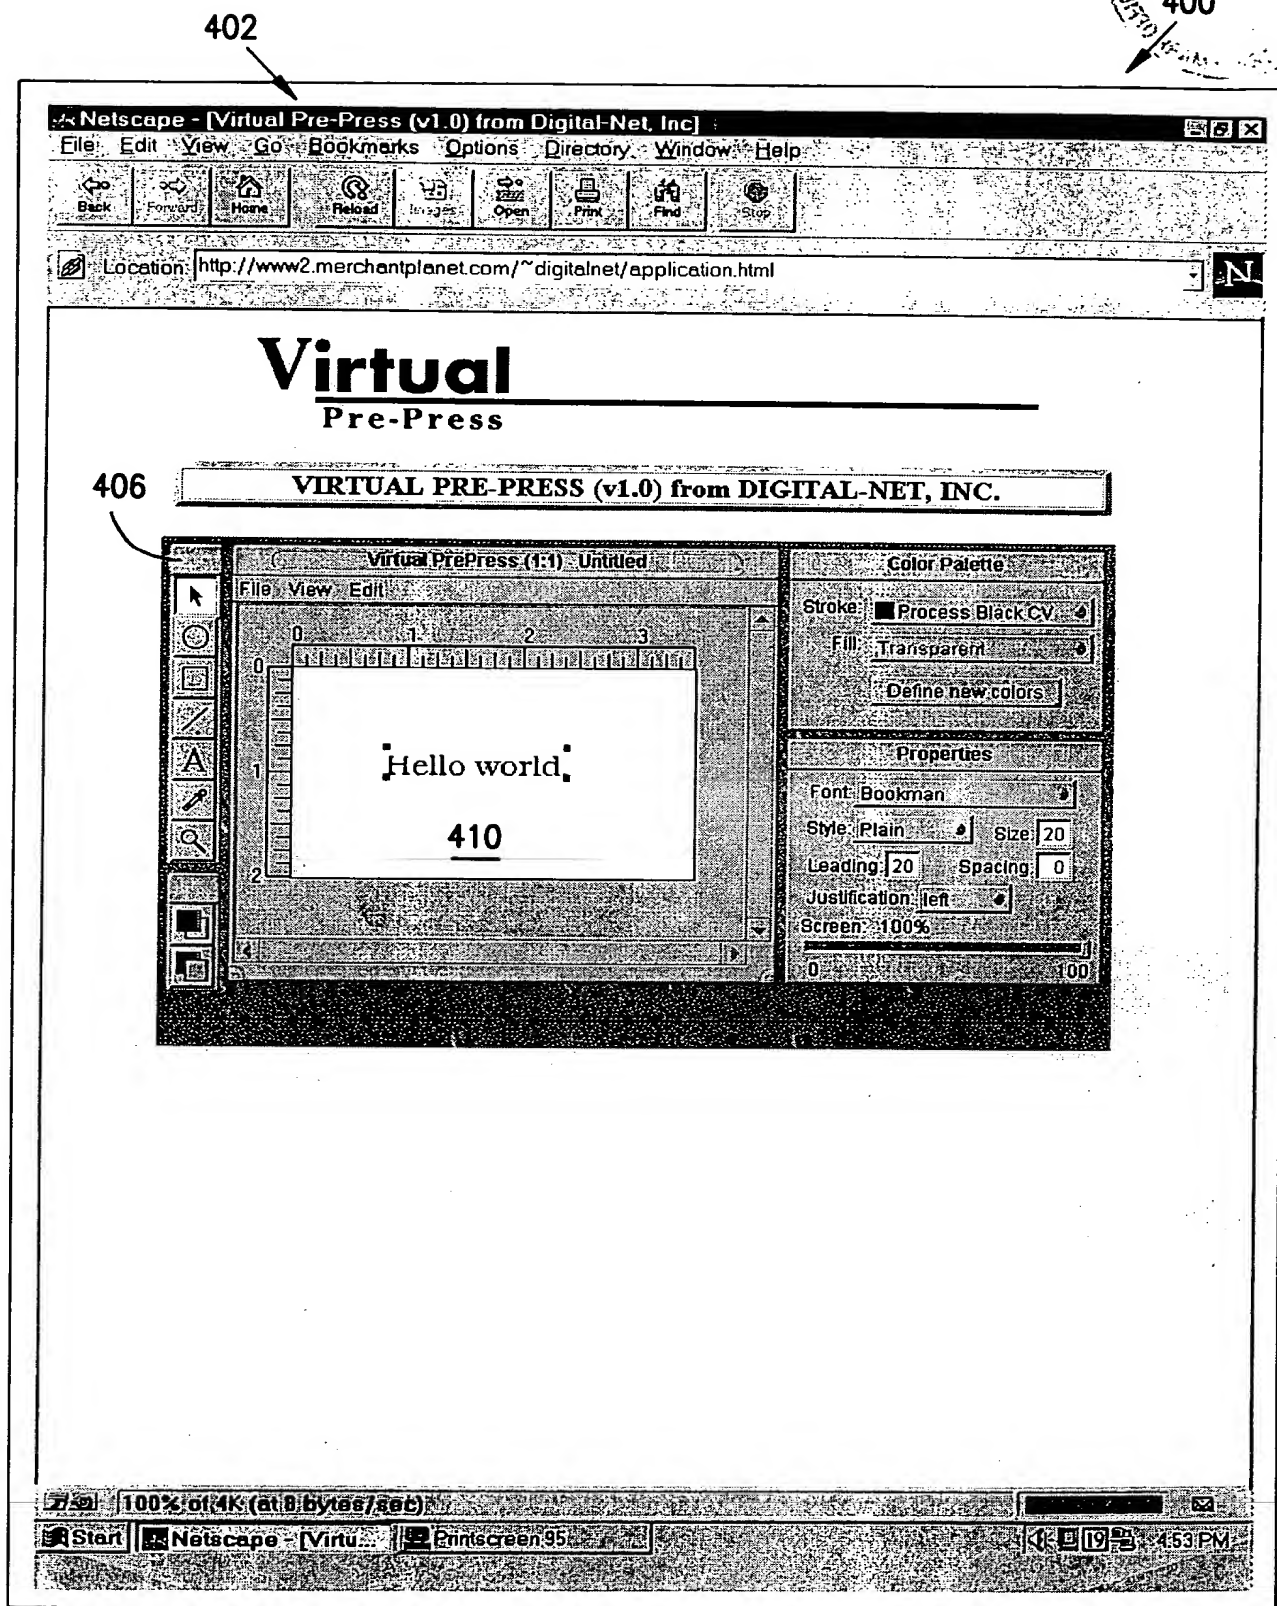 402
400
Netscape - [Virtual Pre-Press (v1.0) from Digital-Net, Inc]
File Edit View Go Bookmarks Options Directory Window Help
Back Forward Home Reload Images Open Print Find Stop
Location: http://www2.merchantplanet.com/~digitalnet/application.html
N
Virtual
Pre-Press
406
VIRTUAL PRE-PRESS (v1.0) from DIGITAL-NET, INC.
Virtual PrePress (1:1) Untitled
File View Edit
0 1 2 3
0
1
2
A
Hello world
410
Color Palette
Stroke: Process Black CV
Fill: Transparent
Define new colors
Properties
Font: Bookman
Style: Plain Size: 20
Leading: 20 Spacing: 0
Justification: left
Screen: 100%
0 100
100% of 4K (at 8 bytes/sec)
Start Netscape - [Virtu... Printscreen 95 19 4:53 PM